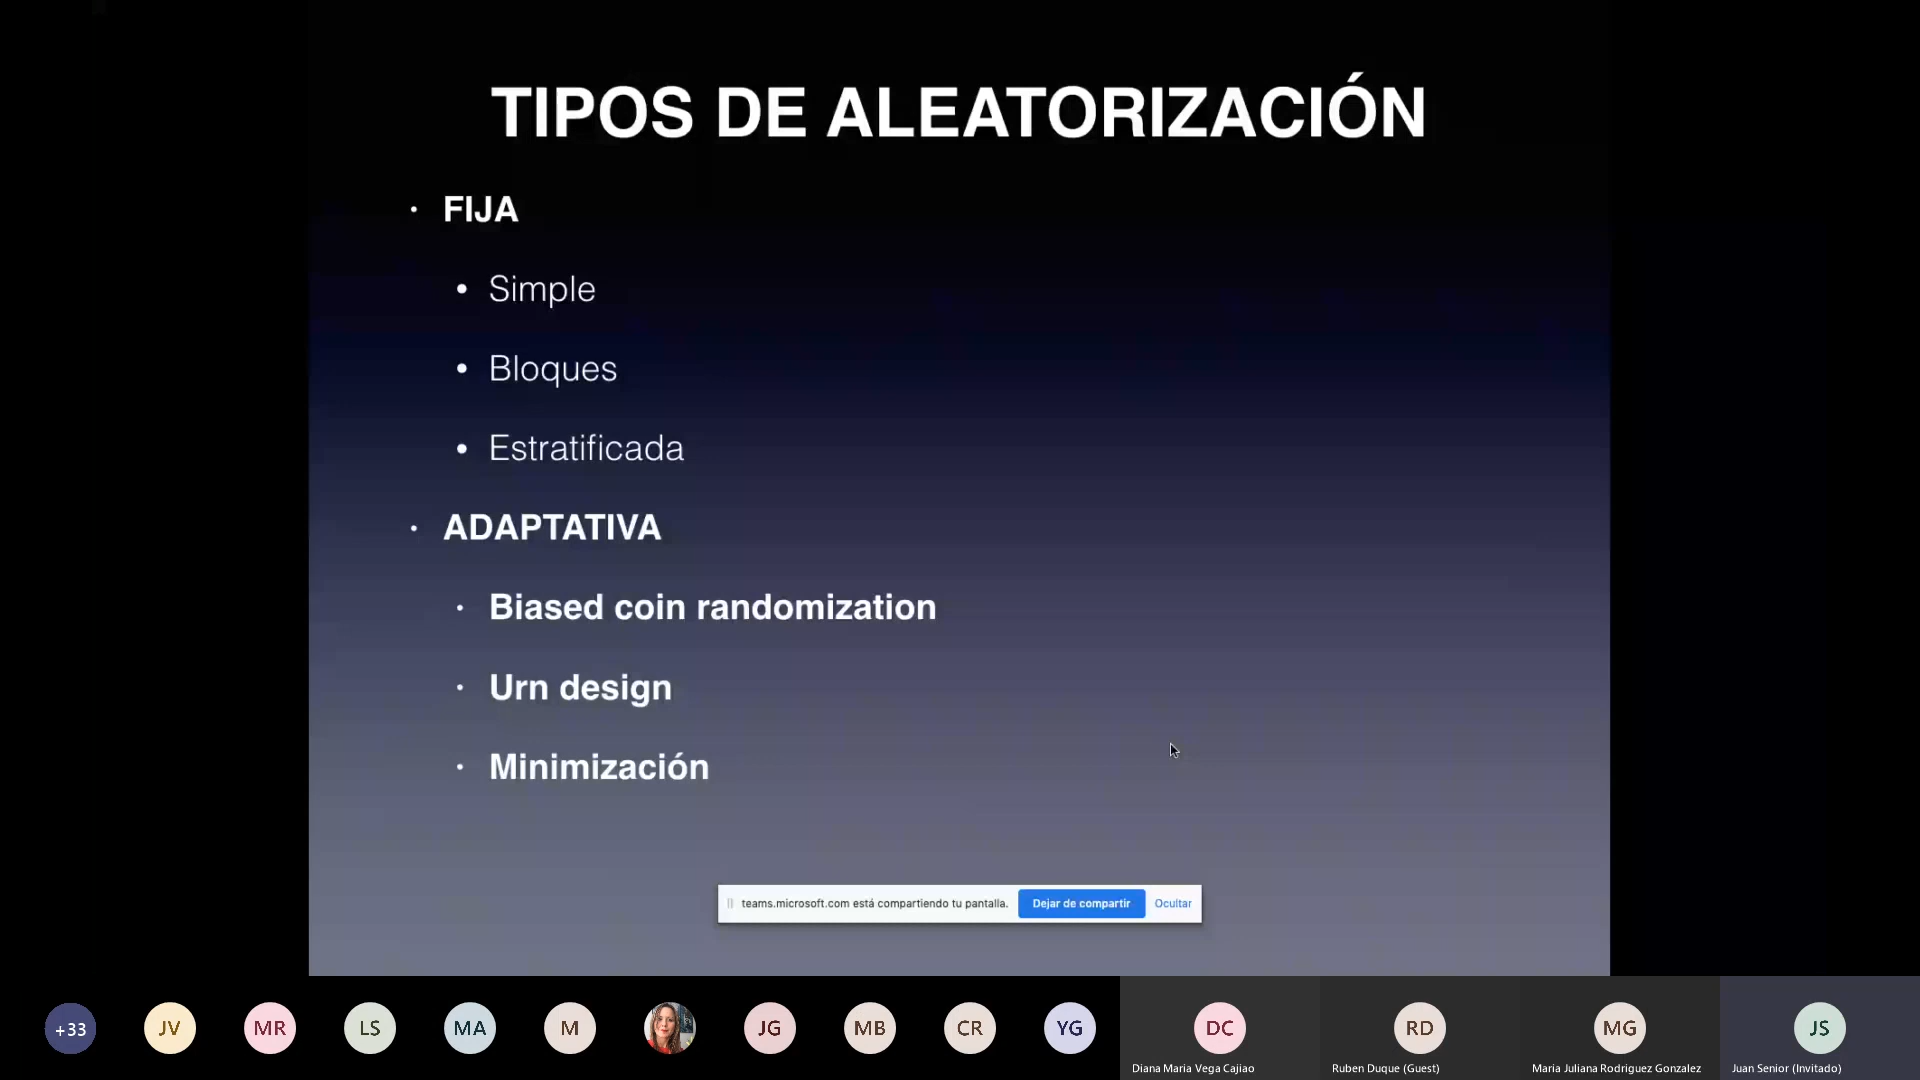 TIPOS DE ALEATORIZACIÓN
• FIJA
• Simple
• Bloques
• Estratificada
• ADAPTATIVA
• Biased coin randomization
• Urn design
• Minimización
teams.microsoft.com está compartiendo tu pantalla. Dejar de compartir Ocultar
+33 JV MR LS MA M JG MB CR YG DC RD MG JS
Diana Maria Vega Cajiao Ruben Duque (Guest) Maria Juliana Rodriguez Gonzalez Juan Senior (Invitado)